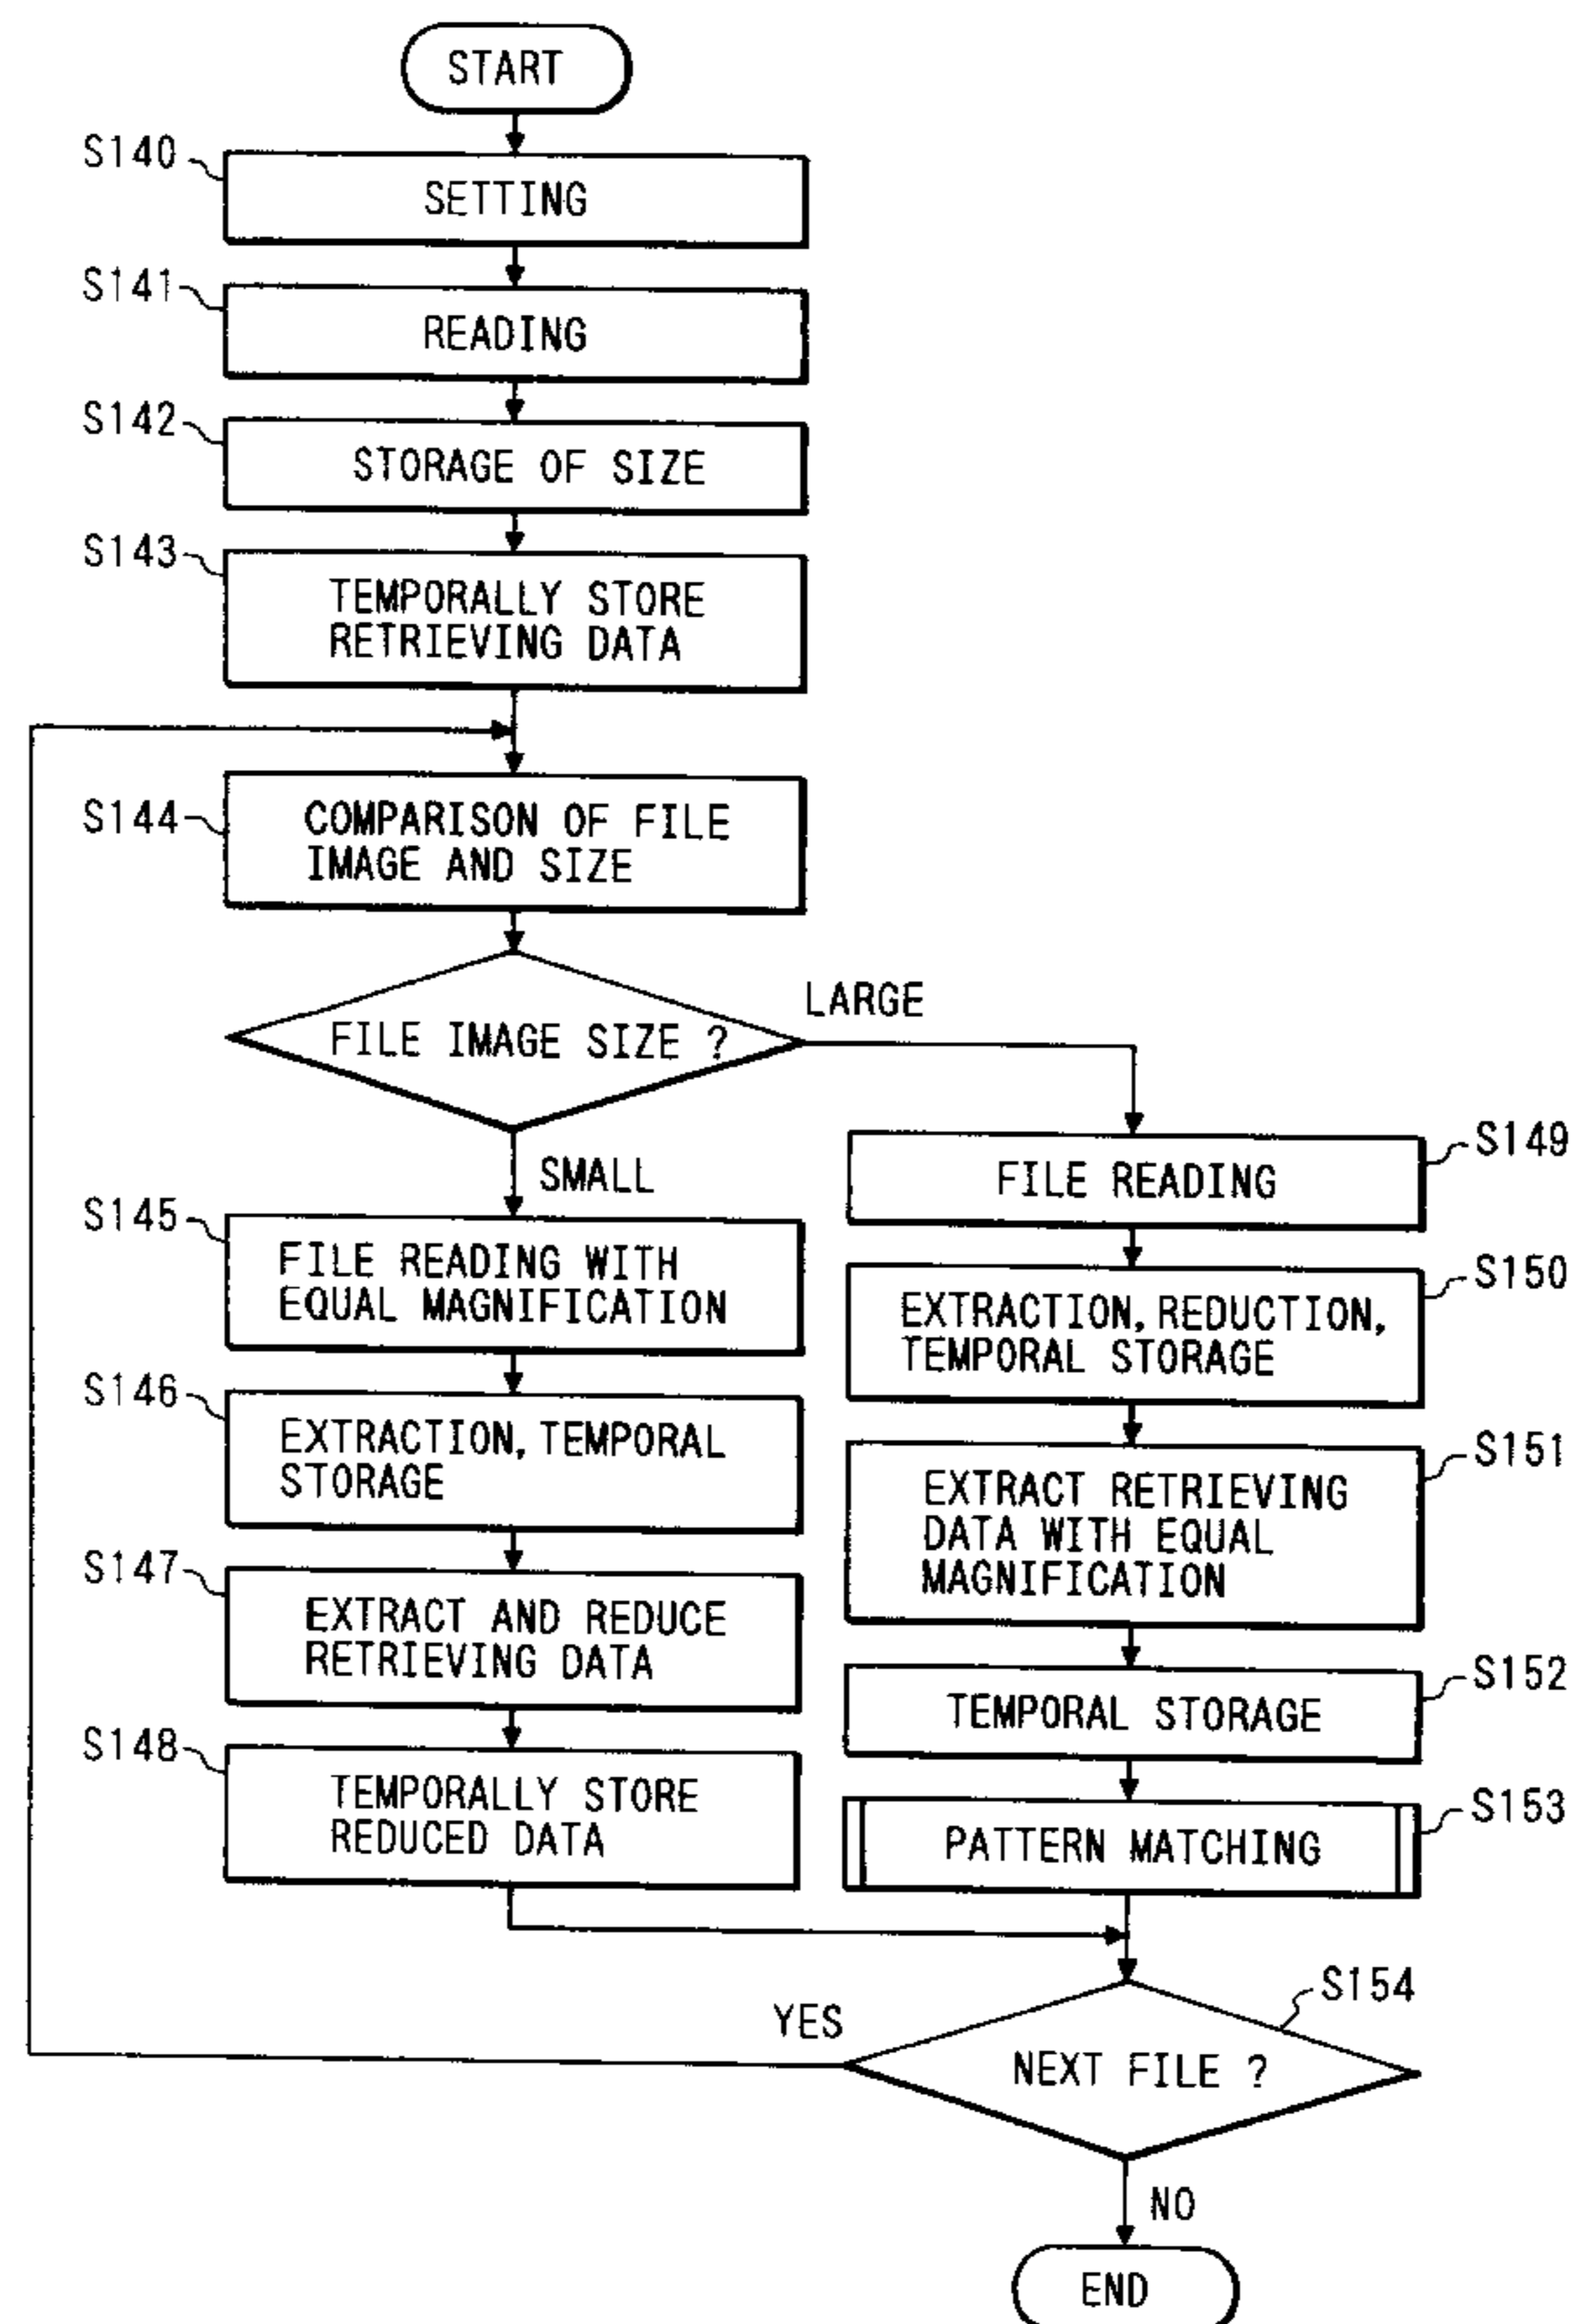 START
S140
SETTING
S141
READING
S142
STORAGE OF SIZE
S143
TEMPORALLY STORE
RETRIEVING DATA
S144
COMPARISON OF FILE
IMAGE AND SIZE
FILE IMAGE SIZE ?
LARGE
SMALL
S145
FILE READING WITH
EQUAL MAGNIFICATION
S146
EXTRACTION, TEMPORAL
STORAGE
S147
EXTRACT AND REDUCE
RETRIEVING DATA
S148
TEMPORALLY STORE
REDUCED DATA
S149
FILE READING
S150
EXTRACTION, REDUCTION,
TEMPORAL STORAGE
S151
EXTRACT RETRIEVING
DATA WITH EQUAL
MAGNIFICATION
S152
TEMPORAL STORAGE
S153
PATTERN MATCHING
S154
NEXT FILE ?
YES
NO
END